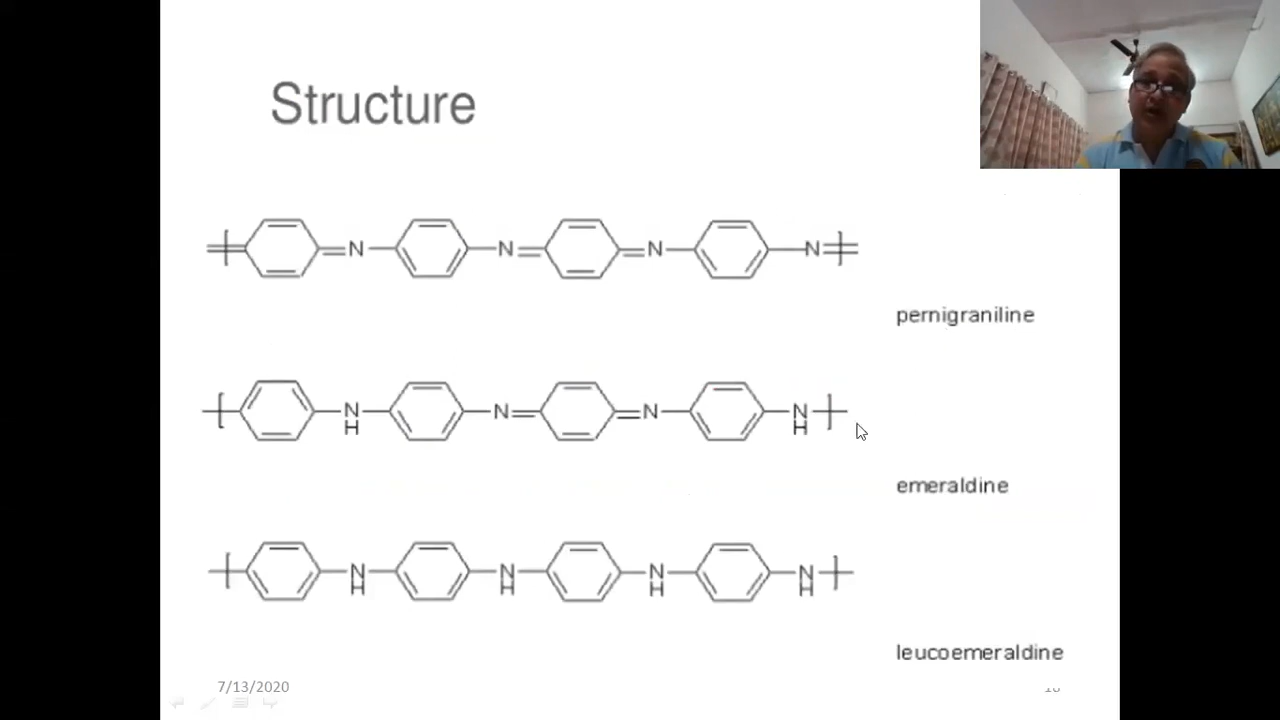 Structure
N N N N
pernigraniline
N H N N N H
emeraldine
N H N H N H N H
leucoemeraldine
7/13/2020